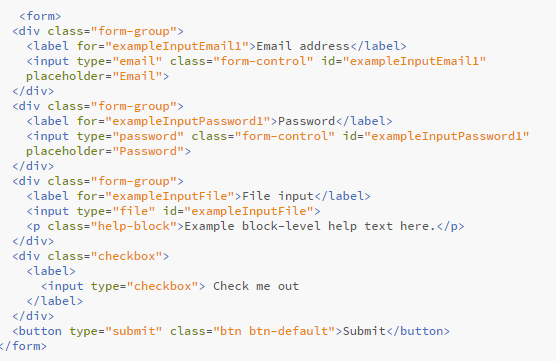 <form>
<div class="form-group">
<label for="exampleInputEmail1">Email address</label>
<input type="email" class="form-control" id="exampleInputEmail1"
placeholder="Email">
</div>
<div class="form-group">
<label for="exampleInputPassword1">Password</label>
<input type="password" class="form-control" id="exampleInputPassword1"
placeholder="Password">
</div>
<div class="form-group">
<label for="exampleInputFile">File input</label>
<input type="file" id="exampleInputFile">
<p class="help-block">Example block-level help text here.</p>
</div>
<div class="checkbox">
<label>
<input type="checkbox"> Check me out
</label>
</div>
<button type="submit" class="btn btn-default">Submit</button>
</form>